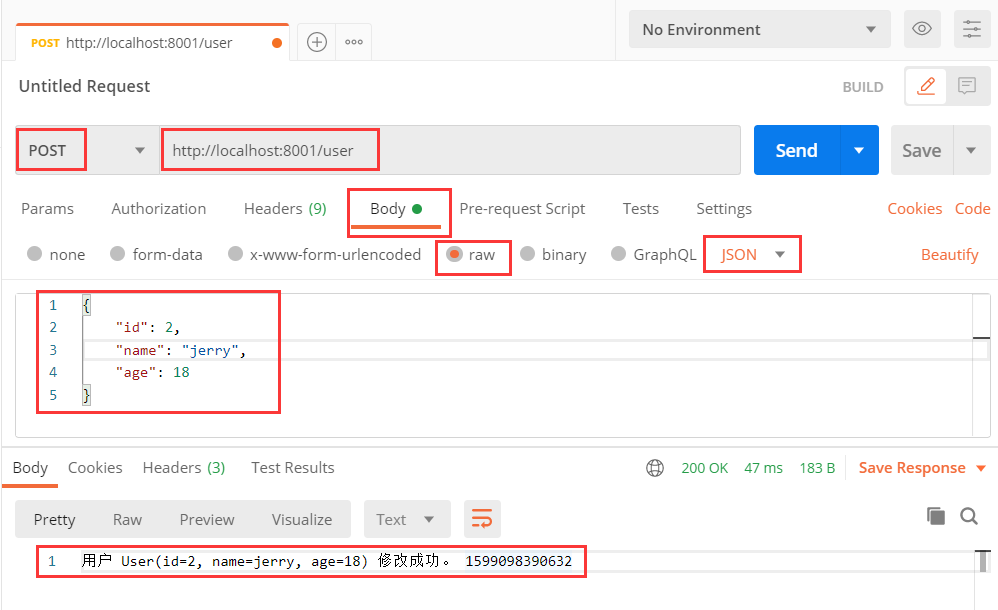 POST http://localhost:8001/user
No Environment
Untitled Request
BUILD
POST http://localhost:8001/user Send Save
Params Authorization Headers (9) Body Pre-request Script Tests Settings Cookies Code
none form-data x-www-form-urlencoded raw binary GraphQL JSON Beautify
1 {
2 "id": 2,
3 "name": "jerry",
4 "age": 18
5 }
Body Cookies Headers (3) Test Results 200 OK 47 ms 183 B Save Response
Pretty Raw Preview Visualize Text
1 用户 User(id=2, name=jerry, age=18) 修改成功。 1599098390632